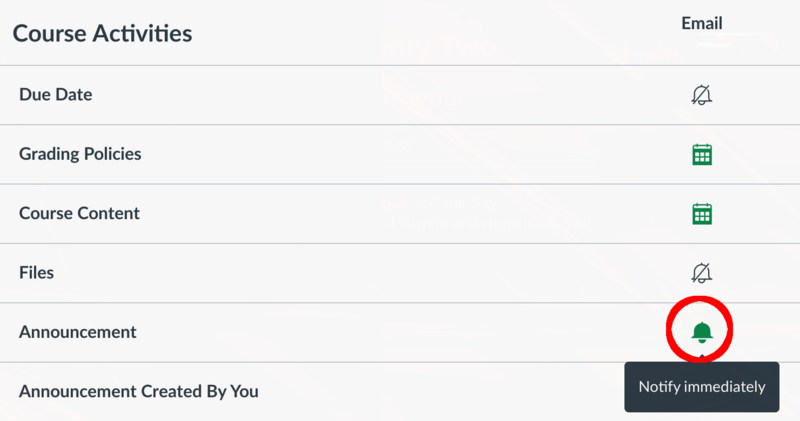 Course Activities
Email
Due Date
Grading Policies
Course Content
Files
Announcement
Announcement Created By You
Notify immediately